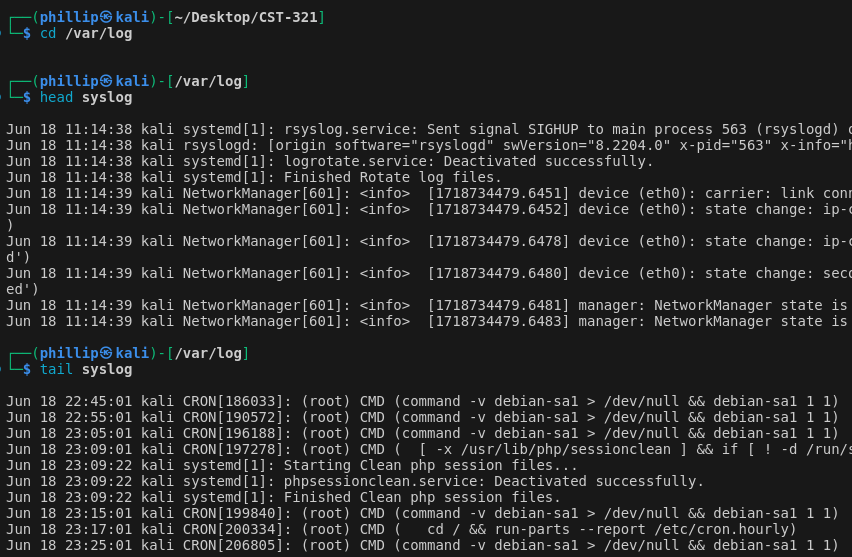 ┌──(phillip㉿kali)-[~/Desktop/CST-321]
└─$ cd /var/log
┌──(phillip㉿kali)-[/var/log]
└─$ head syslog
Jun 18 11:14:38 kali systemd[1]: rsyslog.service: Sent signal SIGHUP to main process 563 (rsyslogd)
Jun 18 11:14:38 kali rsyslogd: [origin software="rsyslogd" swVersion="8.2204.0" x-pid="563" x-info="h
Jun 18 11:14:38 kali systemd[1]: logrotate.service: Deactivated successfully.
Jun 18 11:14:38 kali systemd[1]: Finished Rotate log files.
Jun 18 11:14:39 kali NetworkManager[601]: <info>  [1718734479.6451] device (eth0): carrier: link conn
Jun 18 11:14:39 kali NetworkManager[601]: <info>  [1718734479.6452] device (eth0): state change: ip-c
)
Jun 18 11:14:39 kali NetworkManager[601]: <info>  [1718734479.6478] device (eth0): state change: ip-c
d')
Jun 18 11:14:39 kali NetworkManager[601]: <info>  [1718734479.6480] device (eth0): state change: seco
ed')
Jun 18 11:14:39 kali NetworkManager[601]: <info>  [1718734479.6481] manager: NetworkManager state is
Jun 18 11:14:39 kali NetworkManager[601]: <info>  [1718734479.6483] manager: NetworkManager state is
┌──(phillip㉿kali)-[/var/log]
└─$ tail syslog
Jun 18 22:45:01 kali CRON[186033]: (root) CMD (command -v debian-sa1 > /dev/null && debian-sa1 1 1)
Jun 18 22:55:01 kali CRON[190572]: (root) CMD (command -v debian-sa1 > /dev/null && debian-sa1 1 1)
Jun 18 23:05:01 kali CRON[196188]: (root) CMD (command -v debian-sa1 > /dev/null && debian-sa1 1 1)
Jun 18 23:09:01 kali CRON[197278]: (root) CMD (  [ -x /usr/lib/php/sessionclean ] && if [ ! -d /run/s
Jun 18 23:09:22 kali systemd[1]: Starting Clean php session files...
Jun 18 23:09:22 kali systemd[1]: phpsessionclean.service: Deactivated successfully.
Jun 18 23:09:22 kali systemd[1]: Finished Clean php session files.
Jun 18 23:15:01 kali CRON[199840]: (root) CMD (command -v debian-sa1 > /dev/null && debian-sa1 1 1)
Jun 18 23:17:01 kali CRON[200334]: (root) CMD (   cd / && run-parts --report /etc/cron.hourly)
Jun 18 23:25:01 kali CRON[206805]: (root) CMD (command -v debian-sa1 > /dev/null && debian-sa1 1 1)